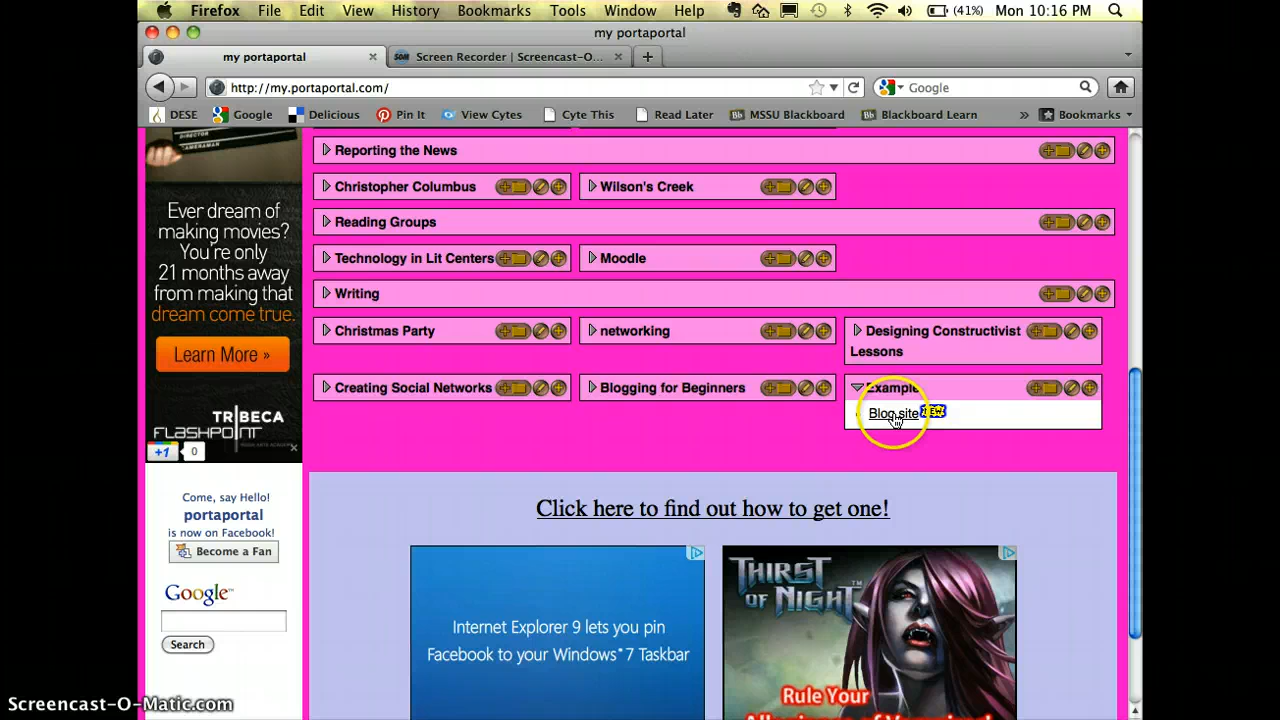 Firefox File Edit View History Bookmarks Tools Window Help (41%) Mon 10:16 PM
my portaportal
my portaportal Screen Recorder | Screencast-O...
http://my.portaportal.com/ Google
DESE Google Delicious Pin It View Cytes Cyte This Read Later Bb MSSU Blackboard Bb Blackboard Learn » Bookmarks
DIRECTOR
CAMERAMAN
Reporting the News
Christopher Columbus Wilson's Creek
Reading Groups
Technology in Lit Centers Moodle
Writing
Christmas Party networking Designing Constructivist
Lessons
Creating Social Networks Blogging for Beginners Example
Blog site NEW
Ever dream of
making movies?
You're only
21 months away
from making that
dream come true.
Learn More »
TRIBECA
FLASHPOINT
+1 0
Come, say Hello!
portaportal
is now on Facebook!
Become a Fan
Google
Search
Click here to find out how to get one!
Internet Explorer 9 lets you pin
Facebook to your Windows® 7 Taskbar
THIRST
OF NIGHT™
Rule Your
Screencast-O-Matic.com